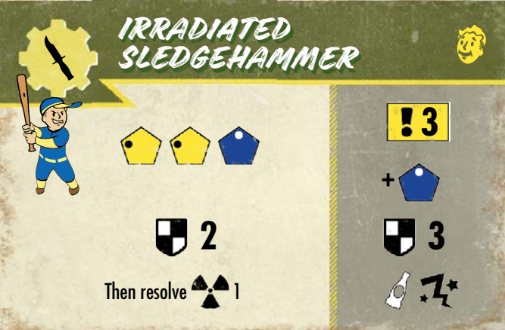 IRRADIATED
SLEDGEHAMMER
! 3
2
3
Then resolve 1